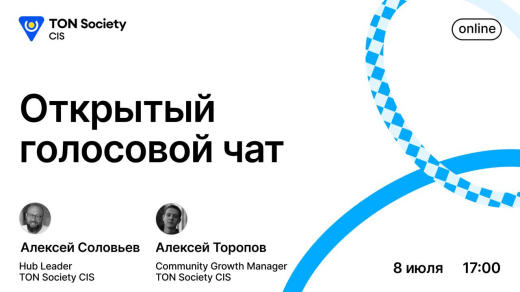 TON Society
CIS
online
Открытый
голосовой чат
Алексей Соловьев
Hub Leader
TON Society CIS
Алексей Торопов
Community Growth Manager
TON Society CIS
8 июля 17:00